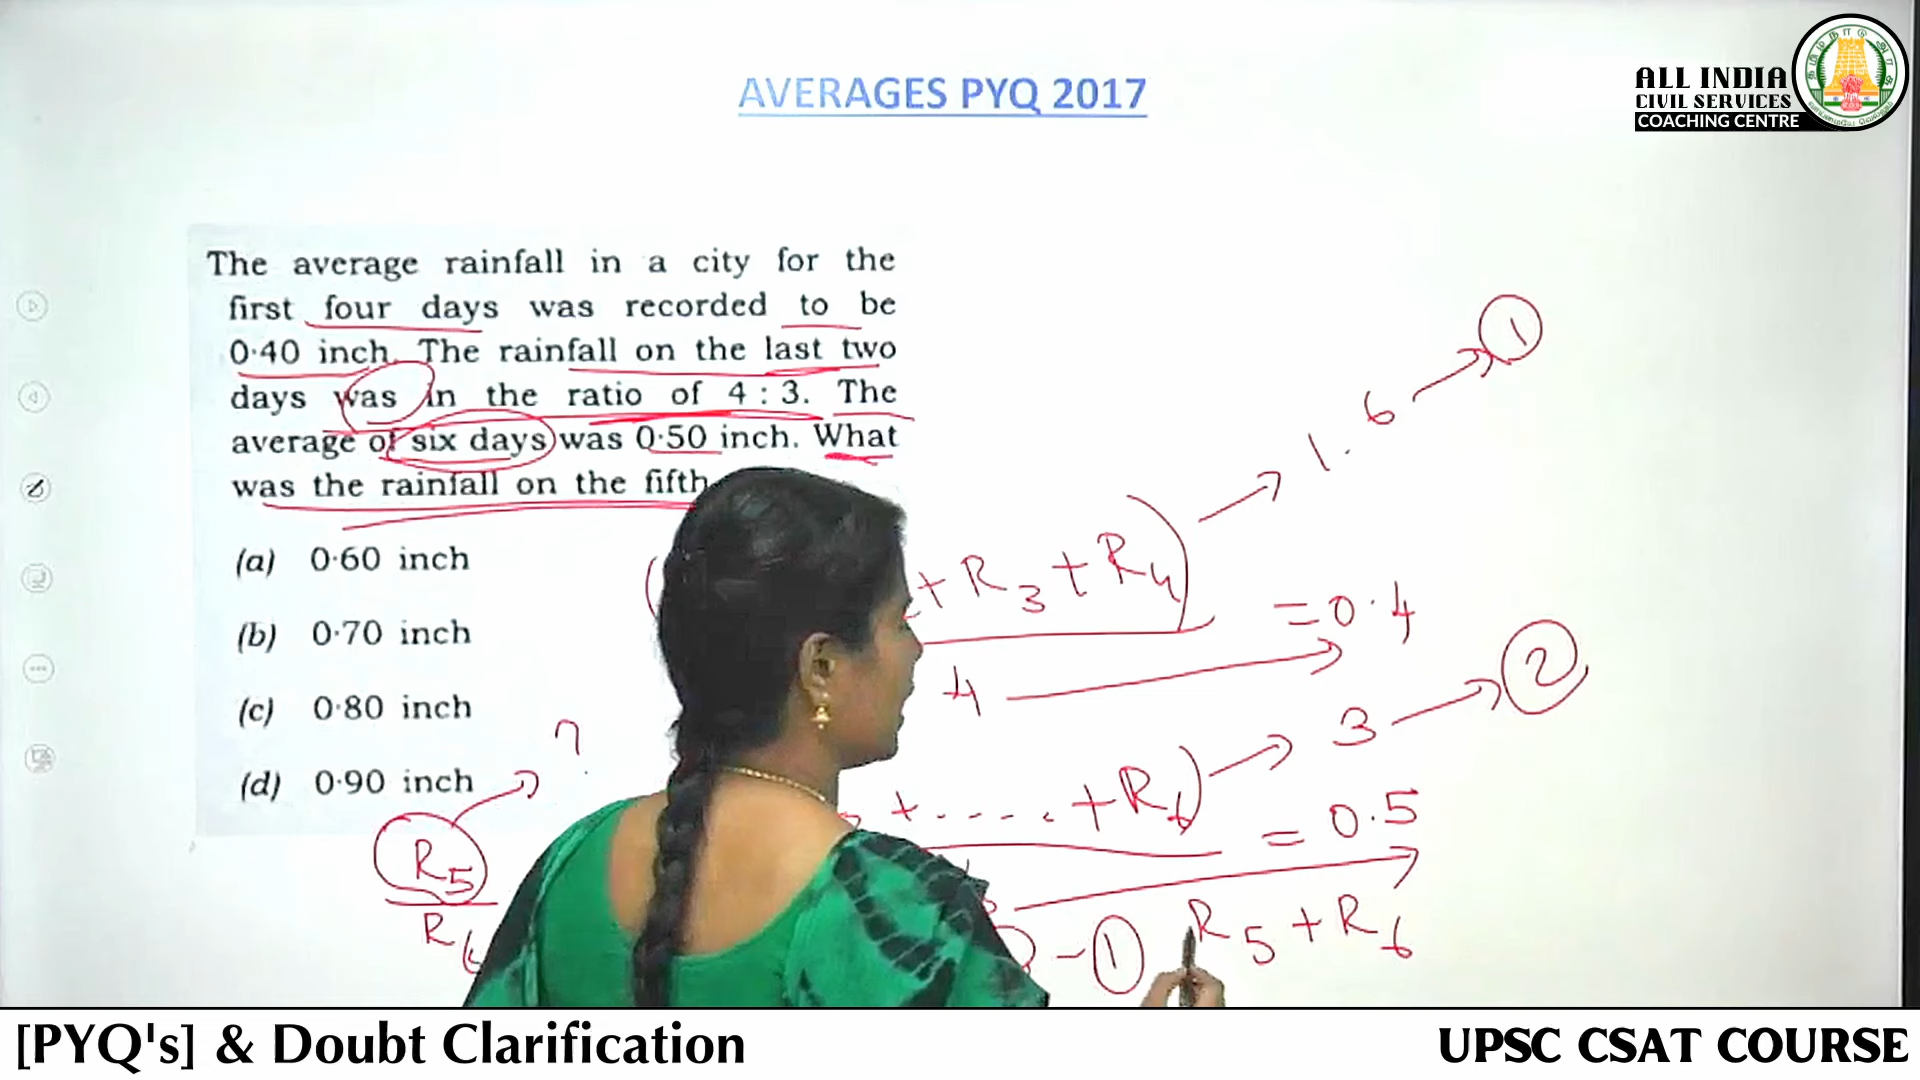 AVERAGES PYQ 2017
ALL INDIA
CIVIL SERVICES
COACHING CENTRE
The average rainfall in a city for the
first four days was recorded to be
0·40 inch. The rainfall on the last two
days was in the ratio of 4 : 3. The
average of six days was 0·50 inch. What
was the rainfall on the fifth
(a) 0·60 inch
(b) 0·70 inch
(c) 0·80 inch
(d) 0·90 inch
1
1.6
+ R3 + R4)
= 0.4
4
2
3
+ .... + R6)
= 0.5
?
R5
R6
- 1 R5 + R6
[PYQ's] & Doubt Clarification
UPSC CSAT COURSE